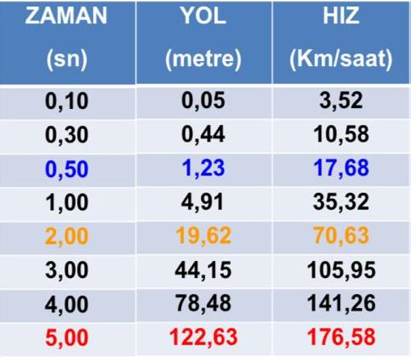 ZAMAN YOL HIZ
(sn) (metre) (Km/saat)
0,10 0,05 3,52
0,30 0,44 10,58
0,50 1,23 17,68
1,00 4,91 35,32
2,00 19,62 70,63
3,00 44,15 105,95
4,00 78,48 141,26
5,00 122,63 176,58